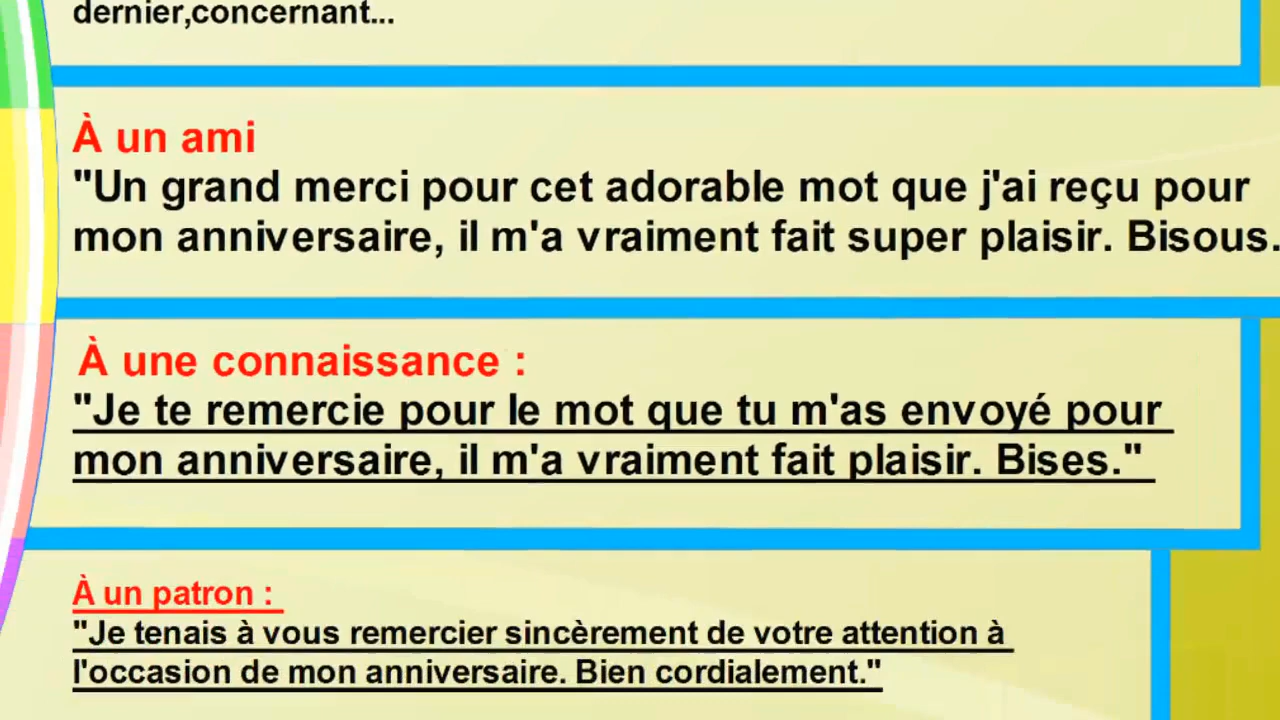 dernier,concernant...
À un ami
"Un grand merci pour cet adorable mot que j'ai reçu pour
mon anniversaire, il m'a vraiment fait super plaisir. Bisous.
À une connaissance :
"Je te remercie pour le mot que tu m'as envoyé pour
mon anniversaire, il m'a vraiment fait plaisir. Bises."
À un patron :
"Je tenais à vous remercier sincèrement de votre attention à
l'occasion de mon anniversaire. Bien cordialement."